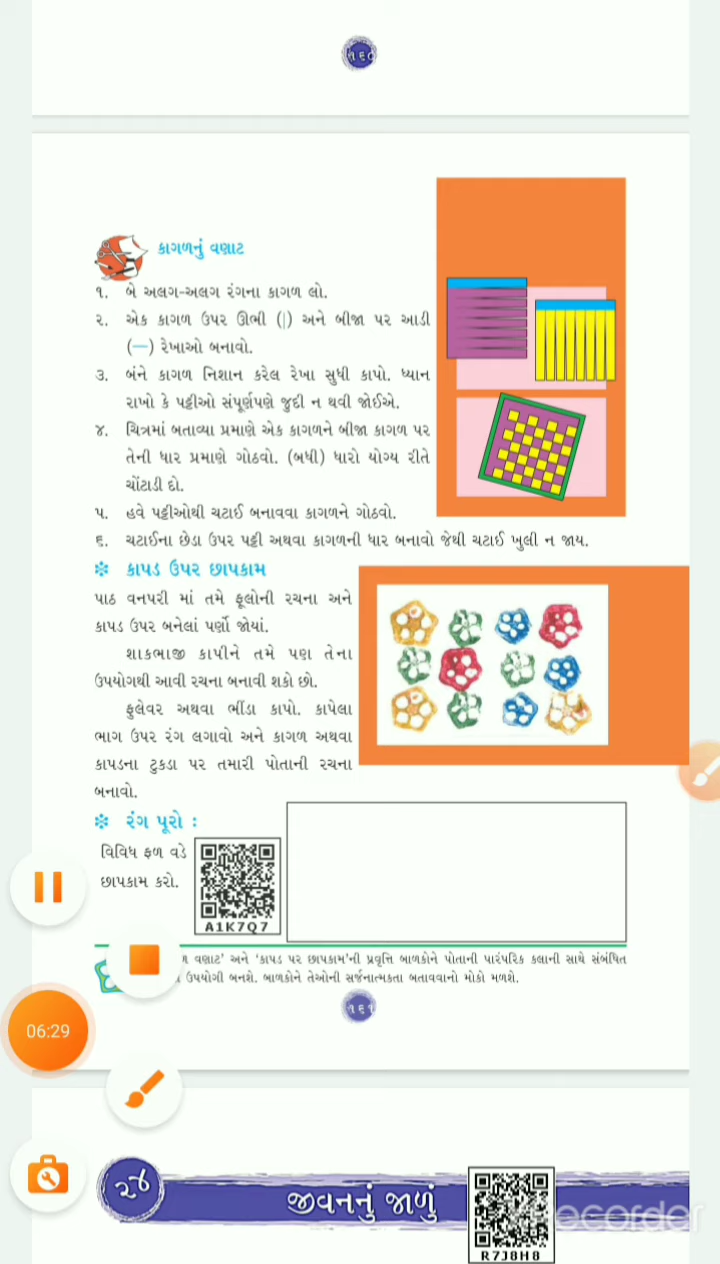 ૧૬૦
કાગળનું વણાટ
૧. બે અલગ-અલગ રંગના કાગળ લો.
૨. એક કાગળ ઉપર ઊભી (|) અને બીજા પર આડી
(—) રેખાઓ બનાવો.
૩. બંને કાગળ નિશાન કરેલ રેખા સુધી કાપો. ધ્યાન
રાખો કે પટ્ટીઓ સંપૂર્ણપણે જુદી ન થવી જોઈએ.
૪. ચિત્રમાં બતાવ્યા પ્રમાણે એક કાગળને બીજા કાગળ પર
તેની ધાર પ્રમાણે ગોઠવો. (બધી) ધારો યોગ્ય રીતે
ચોંટાડી દો.
૫. હવે પટ્ટીઓથી ચટાઈ બનાવવા કાગળને ગોઠવો.
૬. ચટાઈના છેડા ઉપર પટ્ટી અથવા કાગળની ધાર બનાવો જેથી ચટાઈ ખુલી ન જાય.
❊ કાપડ ઉપર છાપકામ
પાઠ વનપરી માં તમે ફૂલોની રચના અને
કાપડ ઉપર બનેલાં પર્ણો જોયાં.
શાકભાજી કાપીને તમે પણ તેના
ઉપયોગથી આવી રચના બનાવી શકો છો.
ફુલેવર અથવા ભીંડા કાપો. કાપેલા
ભાગ ઉપર રંગ લગાવો અને કાગળ અથવા
કાપડના ટુકડા પર તમારી પોતાની રચના
બનાવો.
❊ રંગ પૂરો :
વિવિધ ફળ વડે
છાપકામ કરો.
A1K7Q7
ળ વણાટ' અને 'કાપડ પર છાપકામ'ની પ્રવૃત્તિ બાળકોને પોતાની પારંપરિક કલાની સાથે સંબંધિત
ઉપયોગી બનશે. બાળકોને તેઓની સર્જનાત્મકતા બતાવવાનો મોકો મળશે.
06:29
૧૬૧
૨૪
જીવનનું જાળું
R7J8H8